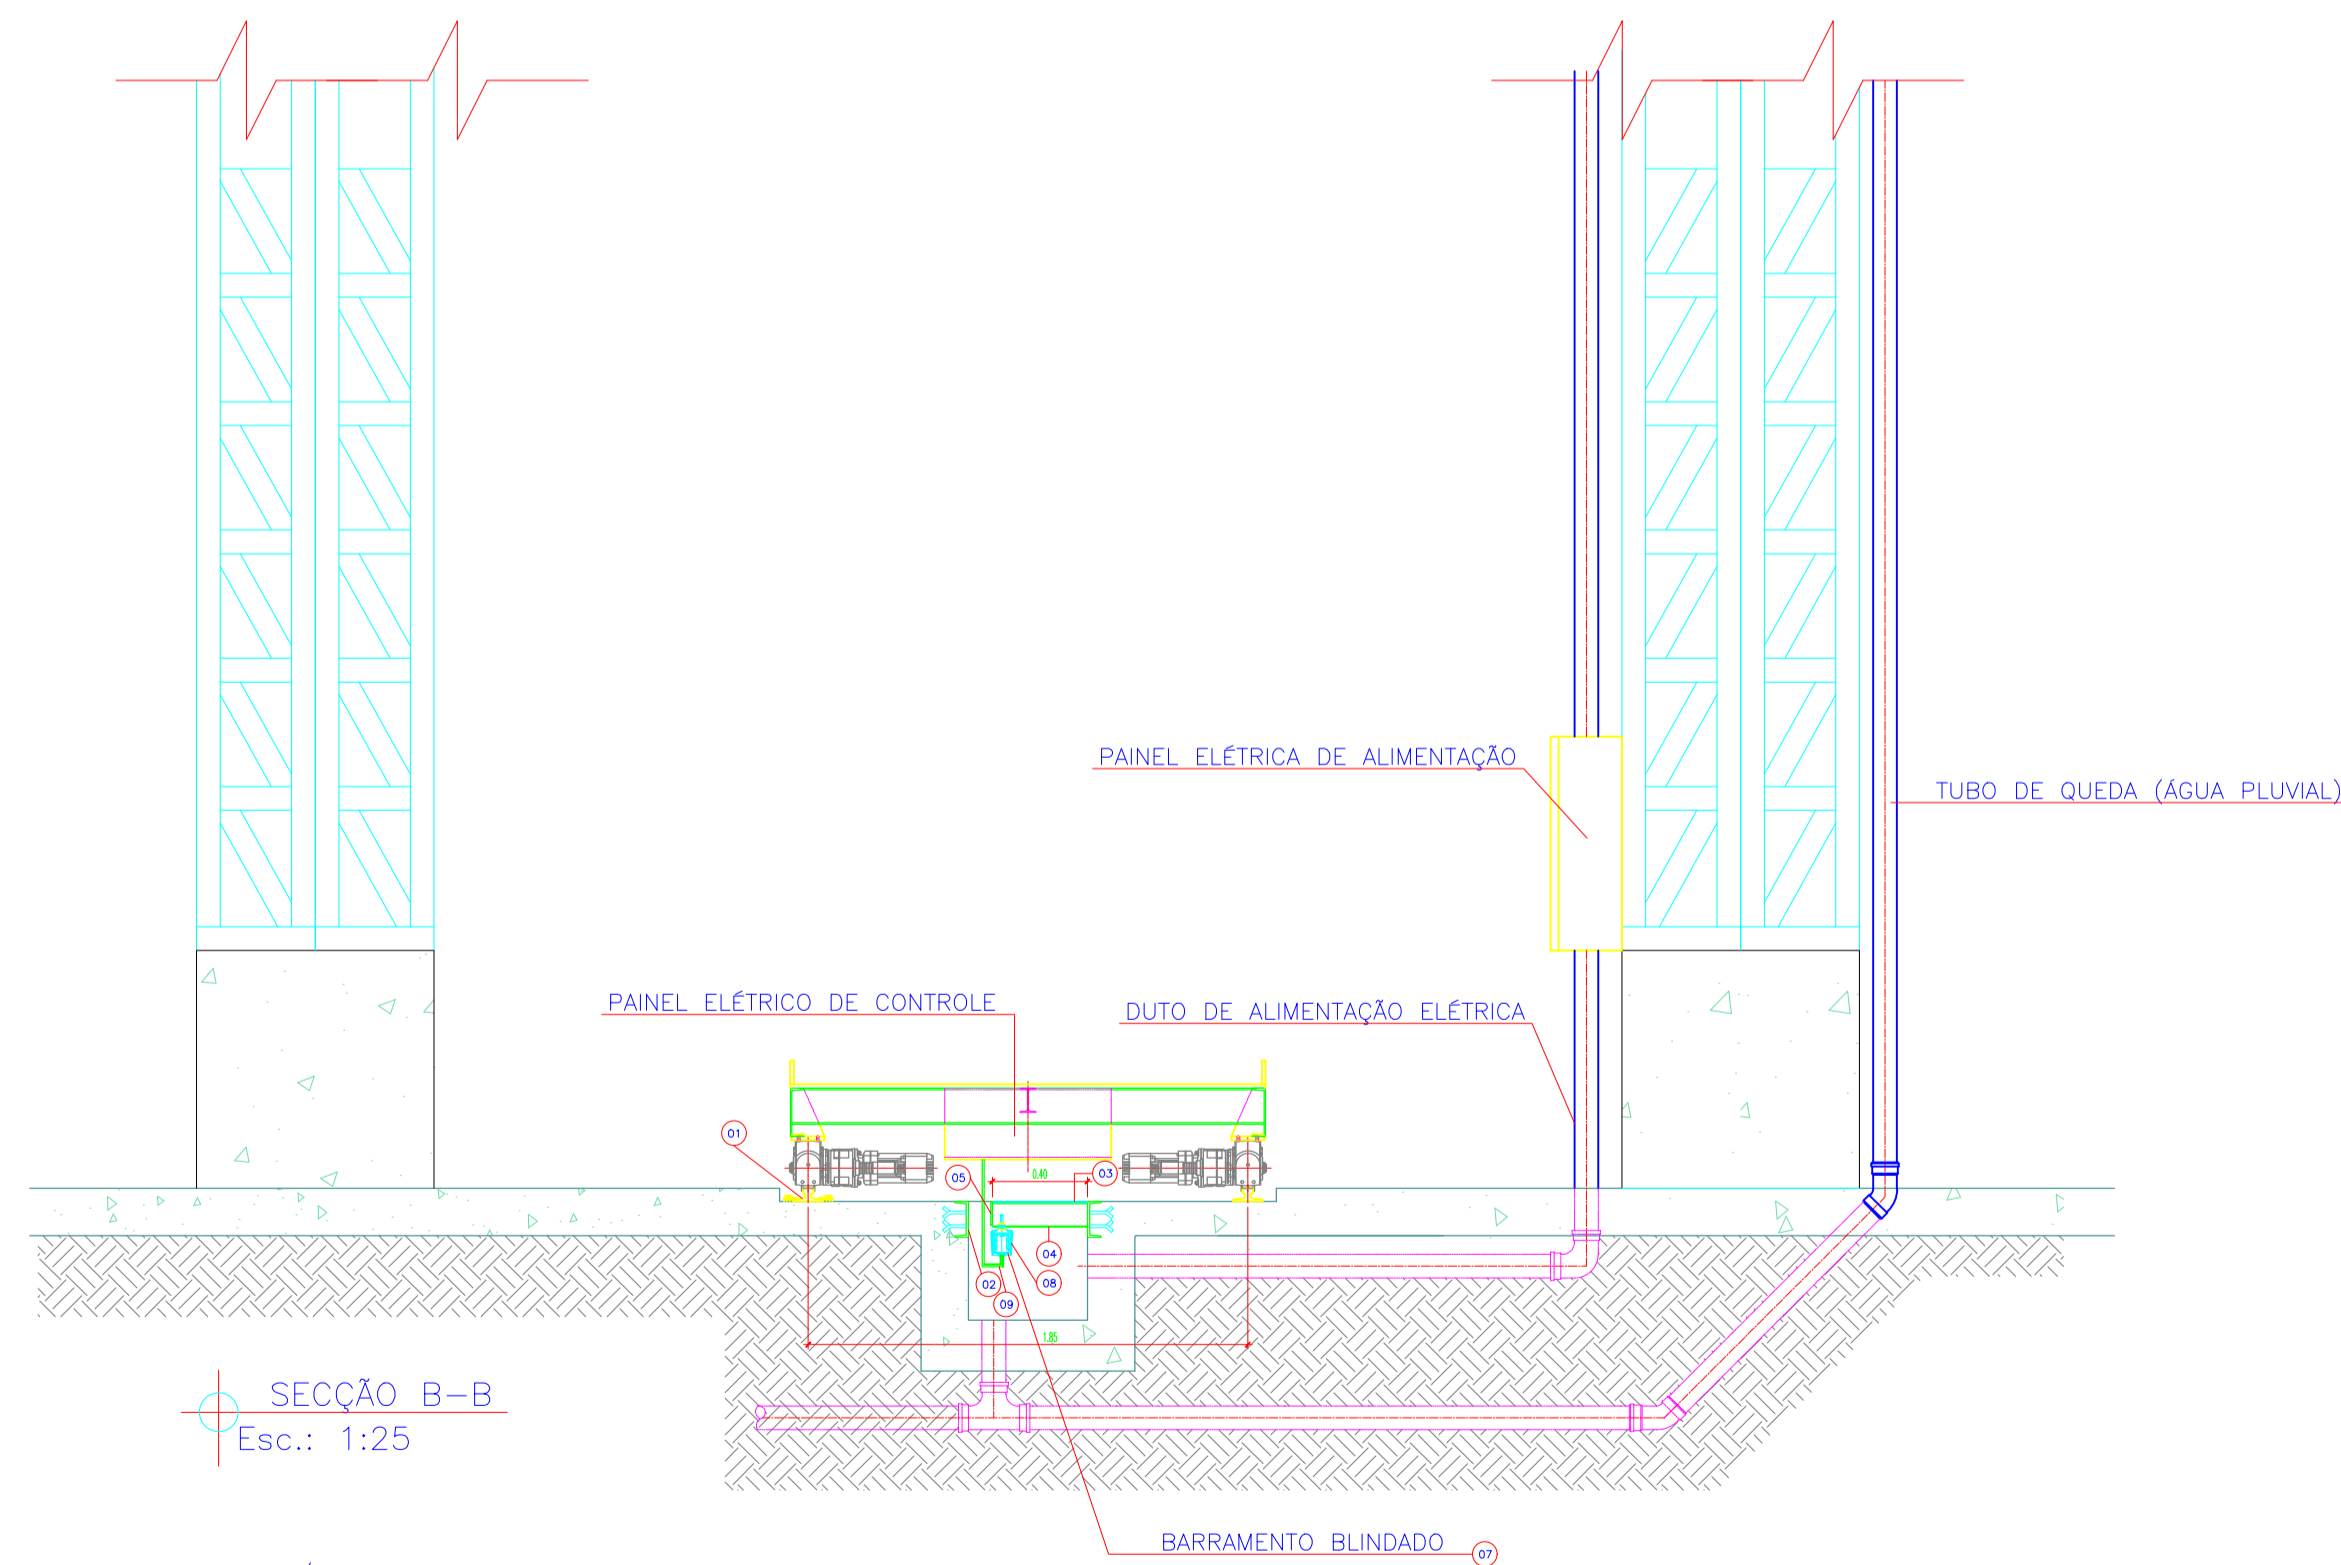 PAINEL ELÉTRICA DE ALIMENTAÇÃO
TUBO DE QUEDA (ÁGUA PLUVIAL)
PAINEL ELÉTRICO DE CONTROLE
DUTO DE ALIMENTAÇÃO ELÉTRICA
01
05
0.40
03
04
02
08
09
1.85
SECÇÃO B-B
Esc.: 1:25
BARRAMENTO BLINDADO
07